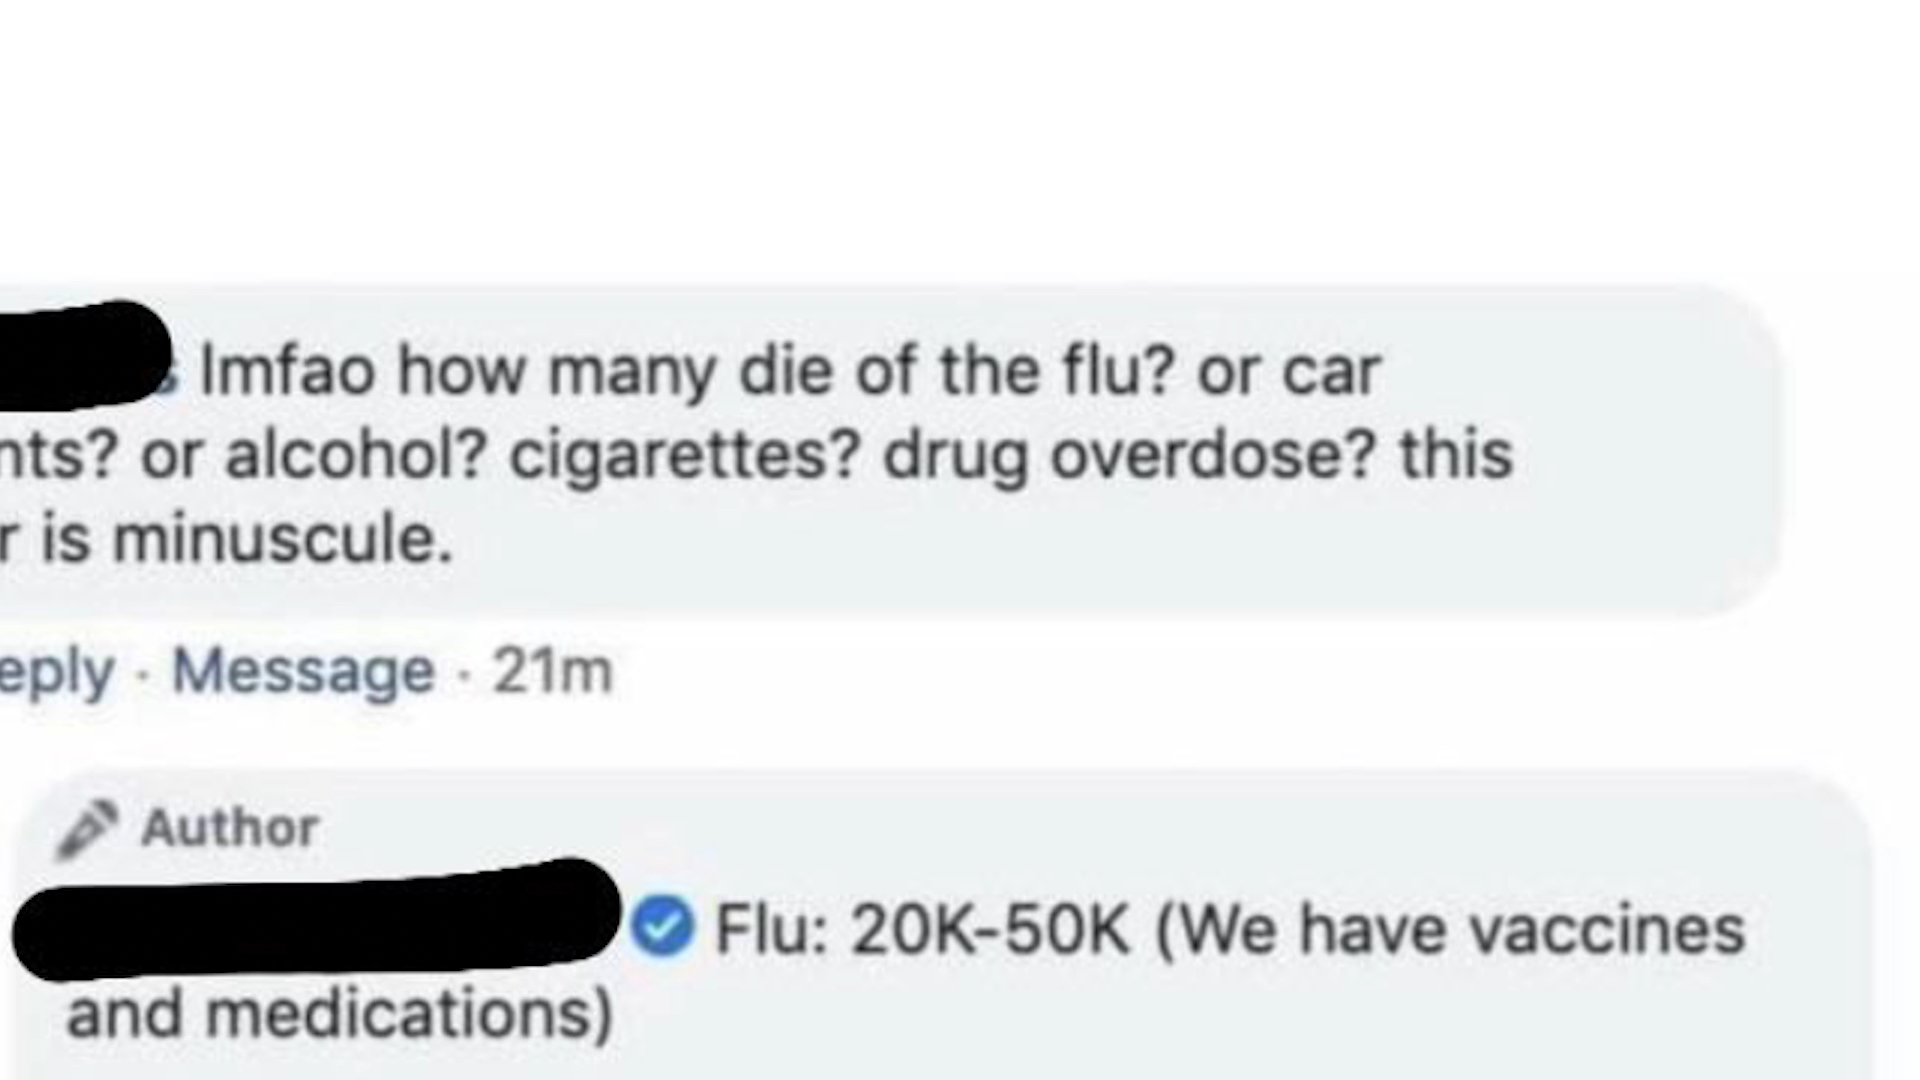 lmfao how many die of the flu? or car
nts? or alcohol? cigarettes? drug overdose? this
r is minuscule.
eply · Message · 21m
Author
Flu: 20K-50K (We have vaccines
and medications)